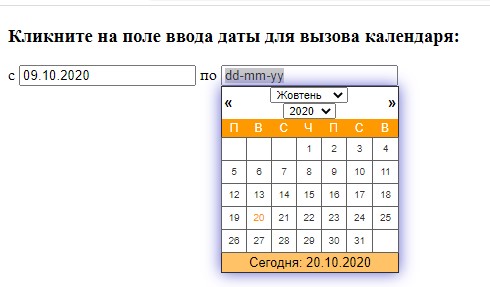 Кликните на поле ввода даты для вызова календаря:
с 09.10.2020 по dd-mm-yy
« Жовтень »
2020
П В С Ч П С Н
1 2 3 4
5 6 7 8 9 10 11
12 13 14 15 16 17 18
19 20 21 22 23 24 25
26 27 28 29 30 31
Сегодня: 20.10.2020